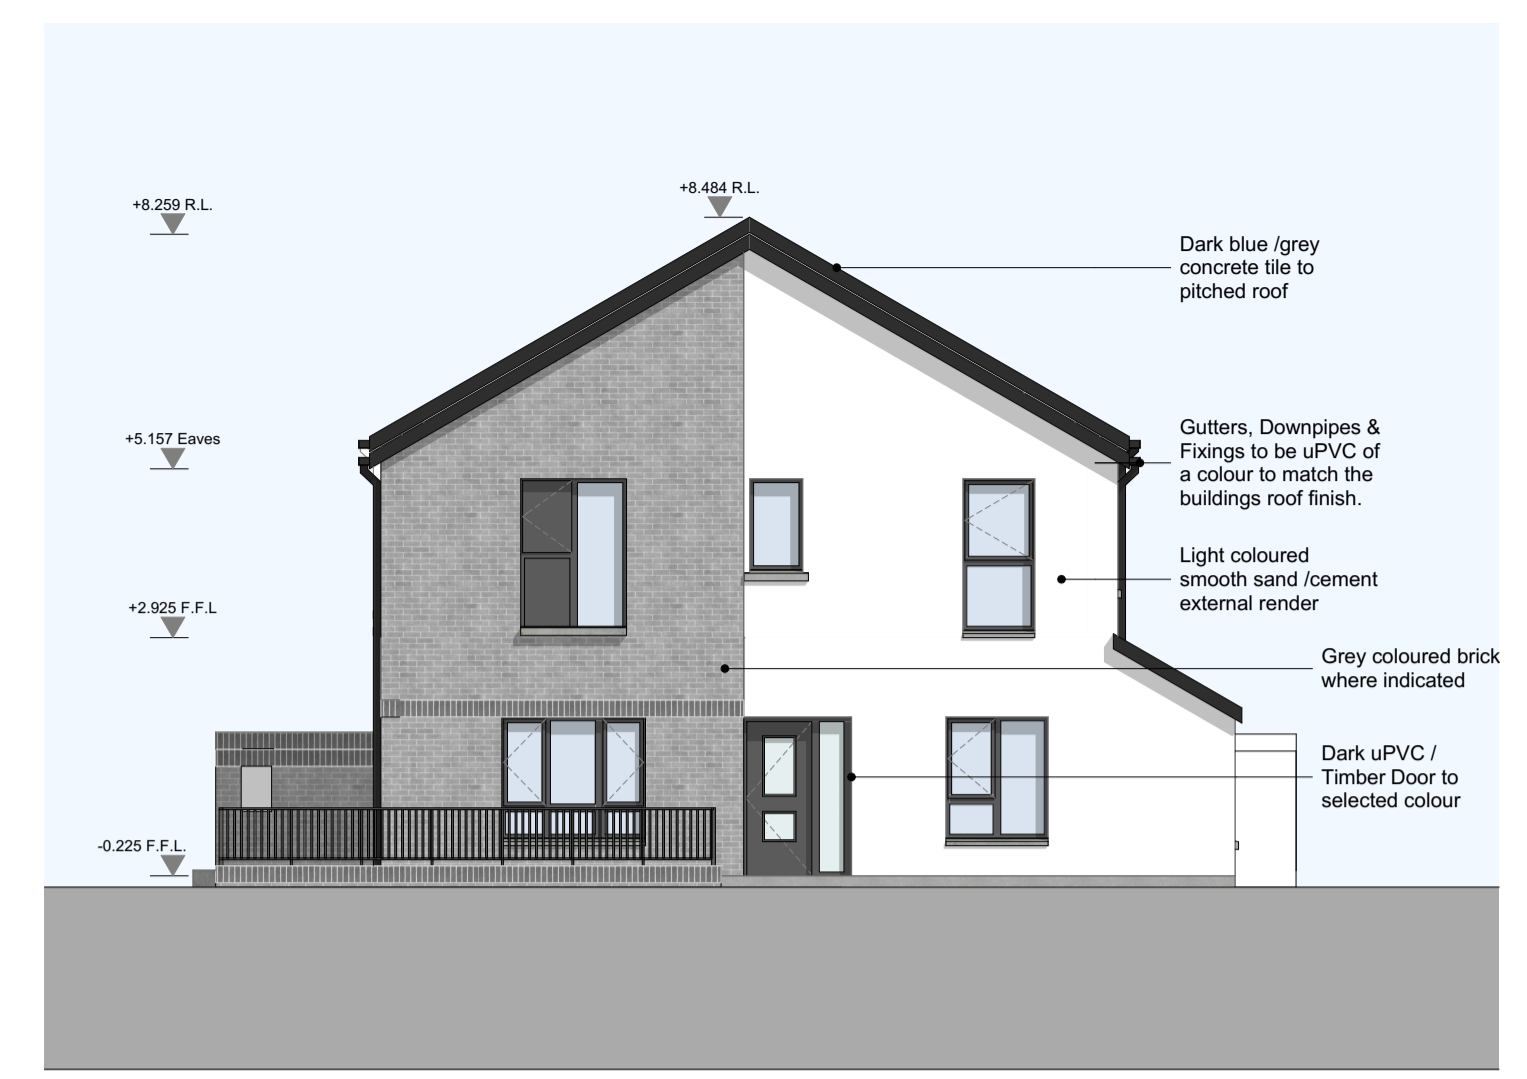 +8.484 R.L.
+8.259 R.L.
Dark blue /grey
concrete tile to
pitched roof
+5.157 Eaves
Gutters, Downpipes &
Fixings to be uPVC of
a colour to match the
buildings roof finish.
Light coloured
smooth sand /cement
external render
+2.925 F.F.L
Grey coloured brick
where indicated
Dark uPVC /
Timber Door to
selected colour
-0.225 F.F.L.